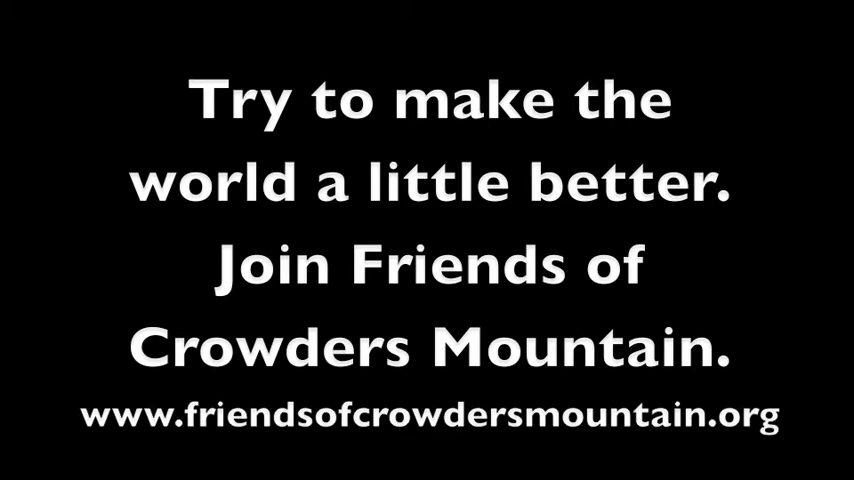 Try to make the
world a little better.
Join Friends of
Crowders Mountain.
www.friendsofcrowdersmountain.org